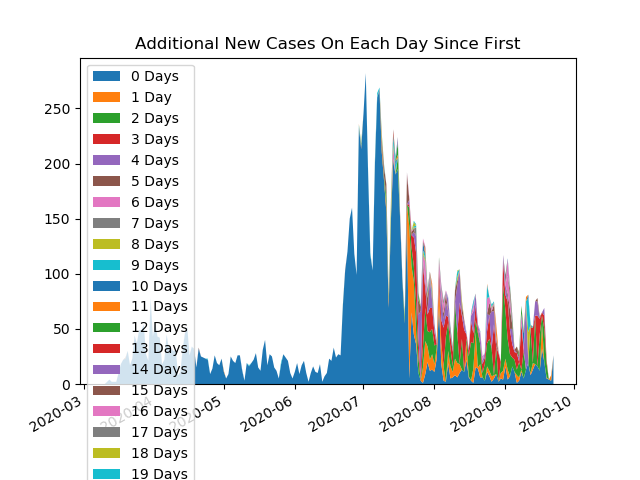 Additional New Cases On Each Day Since First
250
200
150
100
50
0
0 Days
1 Day
2 Days
3 Days
4 Days
5 Days
6 Days
7 Days
8 Days
9 Days
10 Days
11 Days
12 Days
13 Days
14 Days
15 Days
16 Days
17 Days
18 Days
19 Days
2020-03
2020-04
2020-05
2020-06
2020-07
2020-08
2020-09
2020-10